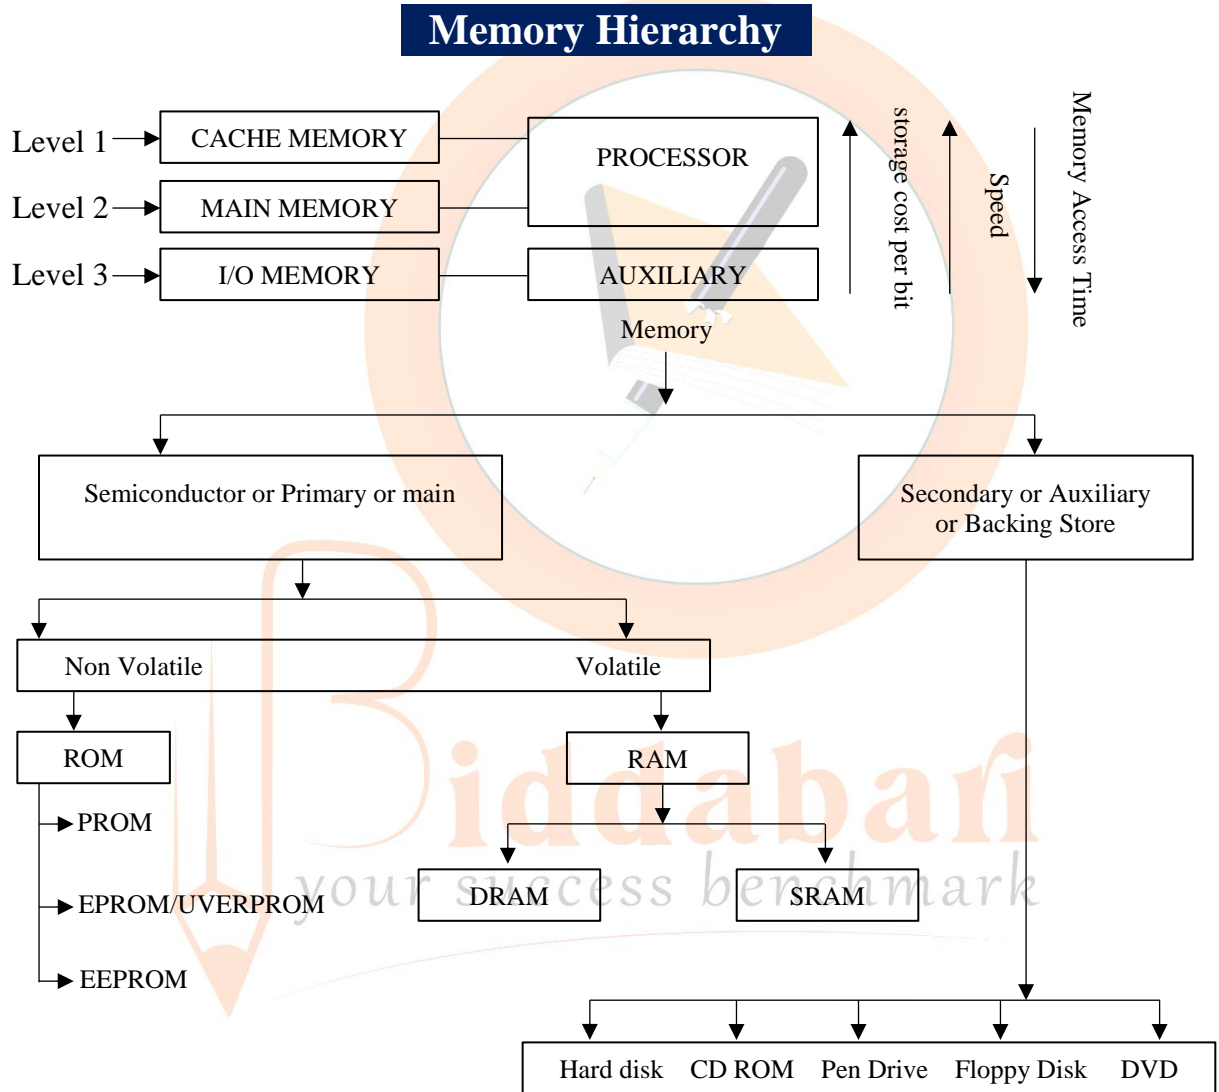 Memory Hierarchy
Level 1
CACHE MEMORY
PROCESSOR
Level 2
MAIN MEMORY
Level 3
I/O MEMORY
AUXILIARY
storage cost per bit
Speed
Memory Access Time
Memory
Semiconductor or Primary or main
Secondary or Auxiliary
or Backing Store
Non Volatile
Volatile
ROM
RAM
PROM
EPROM/UVERPROM
EEPROM
DRAM
SRAM
Biddabari
your success benchmark
Hard disk
CD ROM
Pen Drive
Floppy Disk
DVD